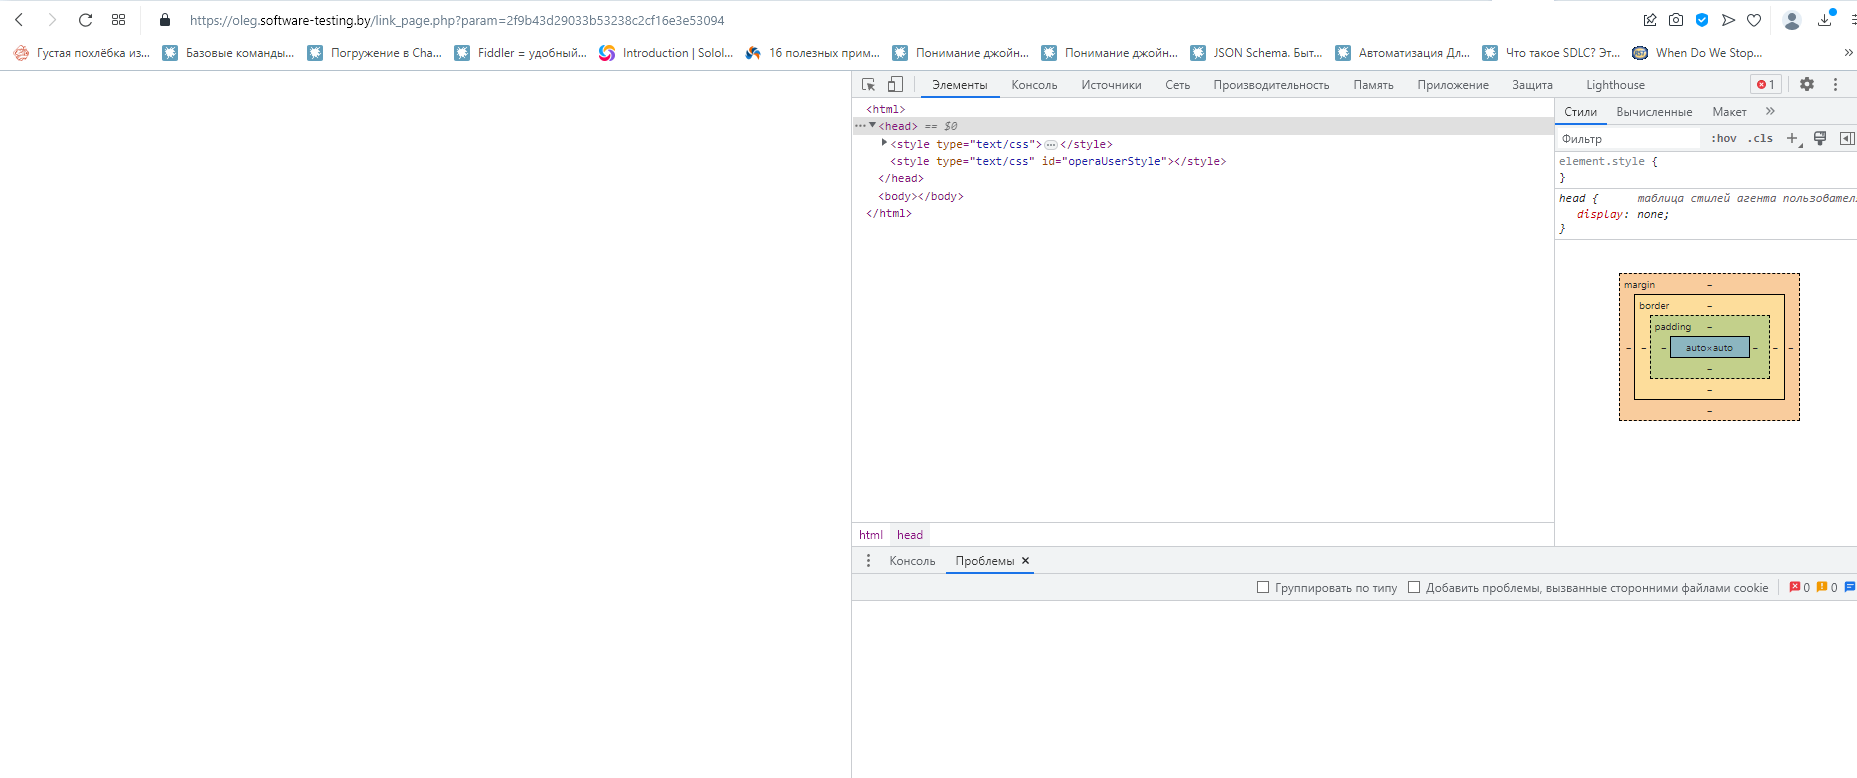 https://oleg.software-testing.by/link_page.php?param=2f9b43d29033b53238c2cf16e3e53094
Густая похлёбка из... Базовые команды... Погружение в Cha... Fiddler = удобный... Introduction | Solol... 16 полезных прим... Понимание джойн... Понимание джойн... JSON Schema. Быт... Автоматизация Дл... Что такое SDLC? Эт... When Do We Stop... »
Элементы Консоль Источники Сеть Производительность Память Приложение Защита Lighthouse 1
<html>
<head> == $0
<style type="text/css">…</style>
<style type="text/css" id="operaUserStyle"></style>
</head>
<body></body>
</html>
Стили Вычисленные Макет »
Фильтр :hov .cls +
element.style {
}
head { таблица стилей агента пользовател
display: none;
}
margin –
border –
padding –
– – – auto×auto – – –
–
–
–
html head
Консоль Проблемы ×
Группировать по типу Добавить проблемы, вызванные сторонними файлами cookie 0 0